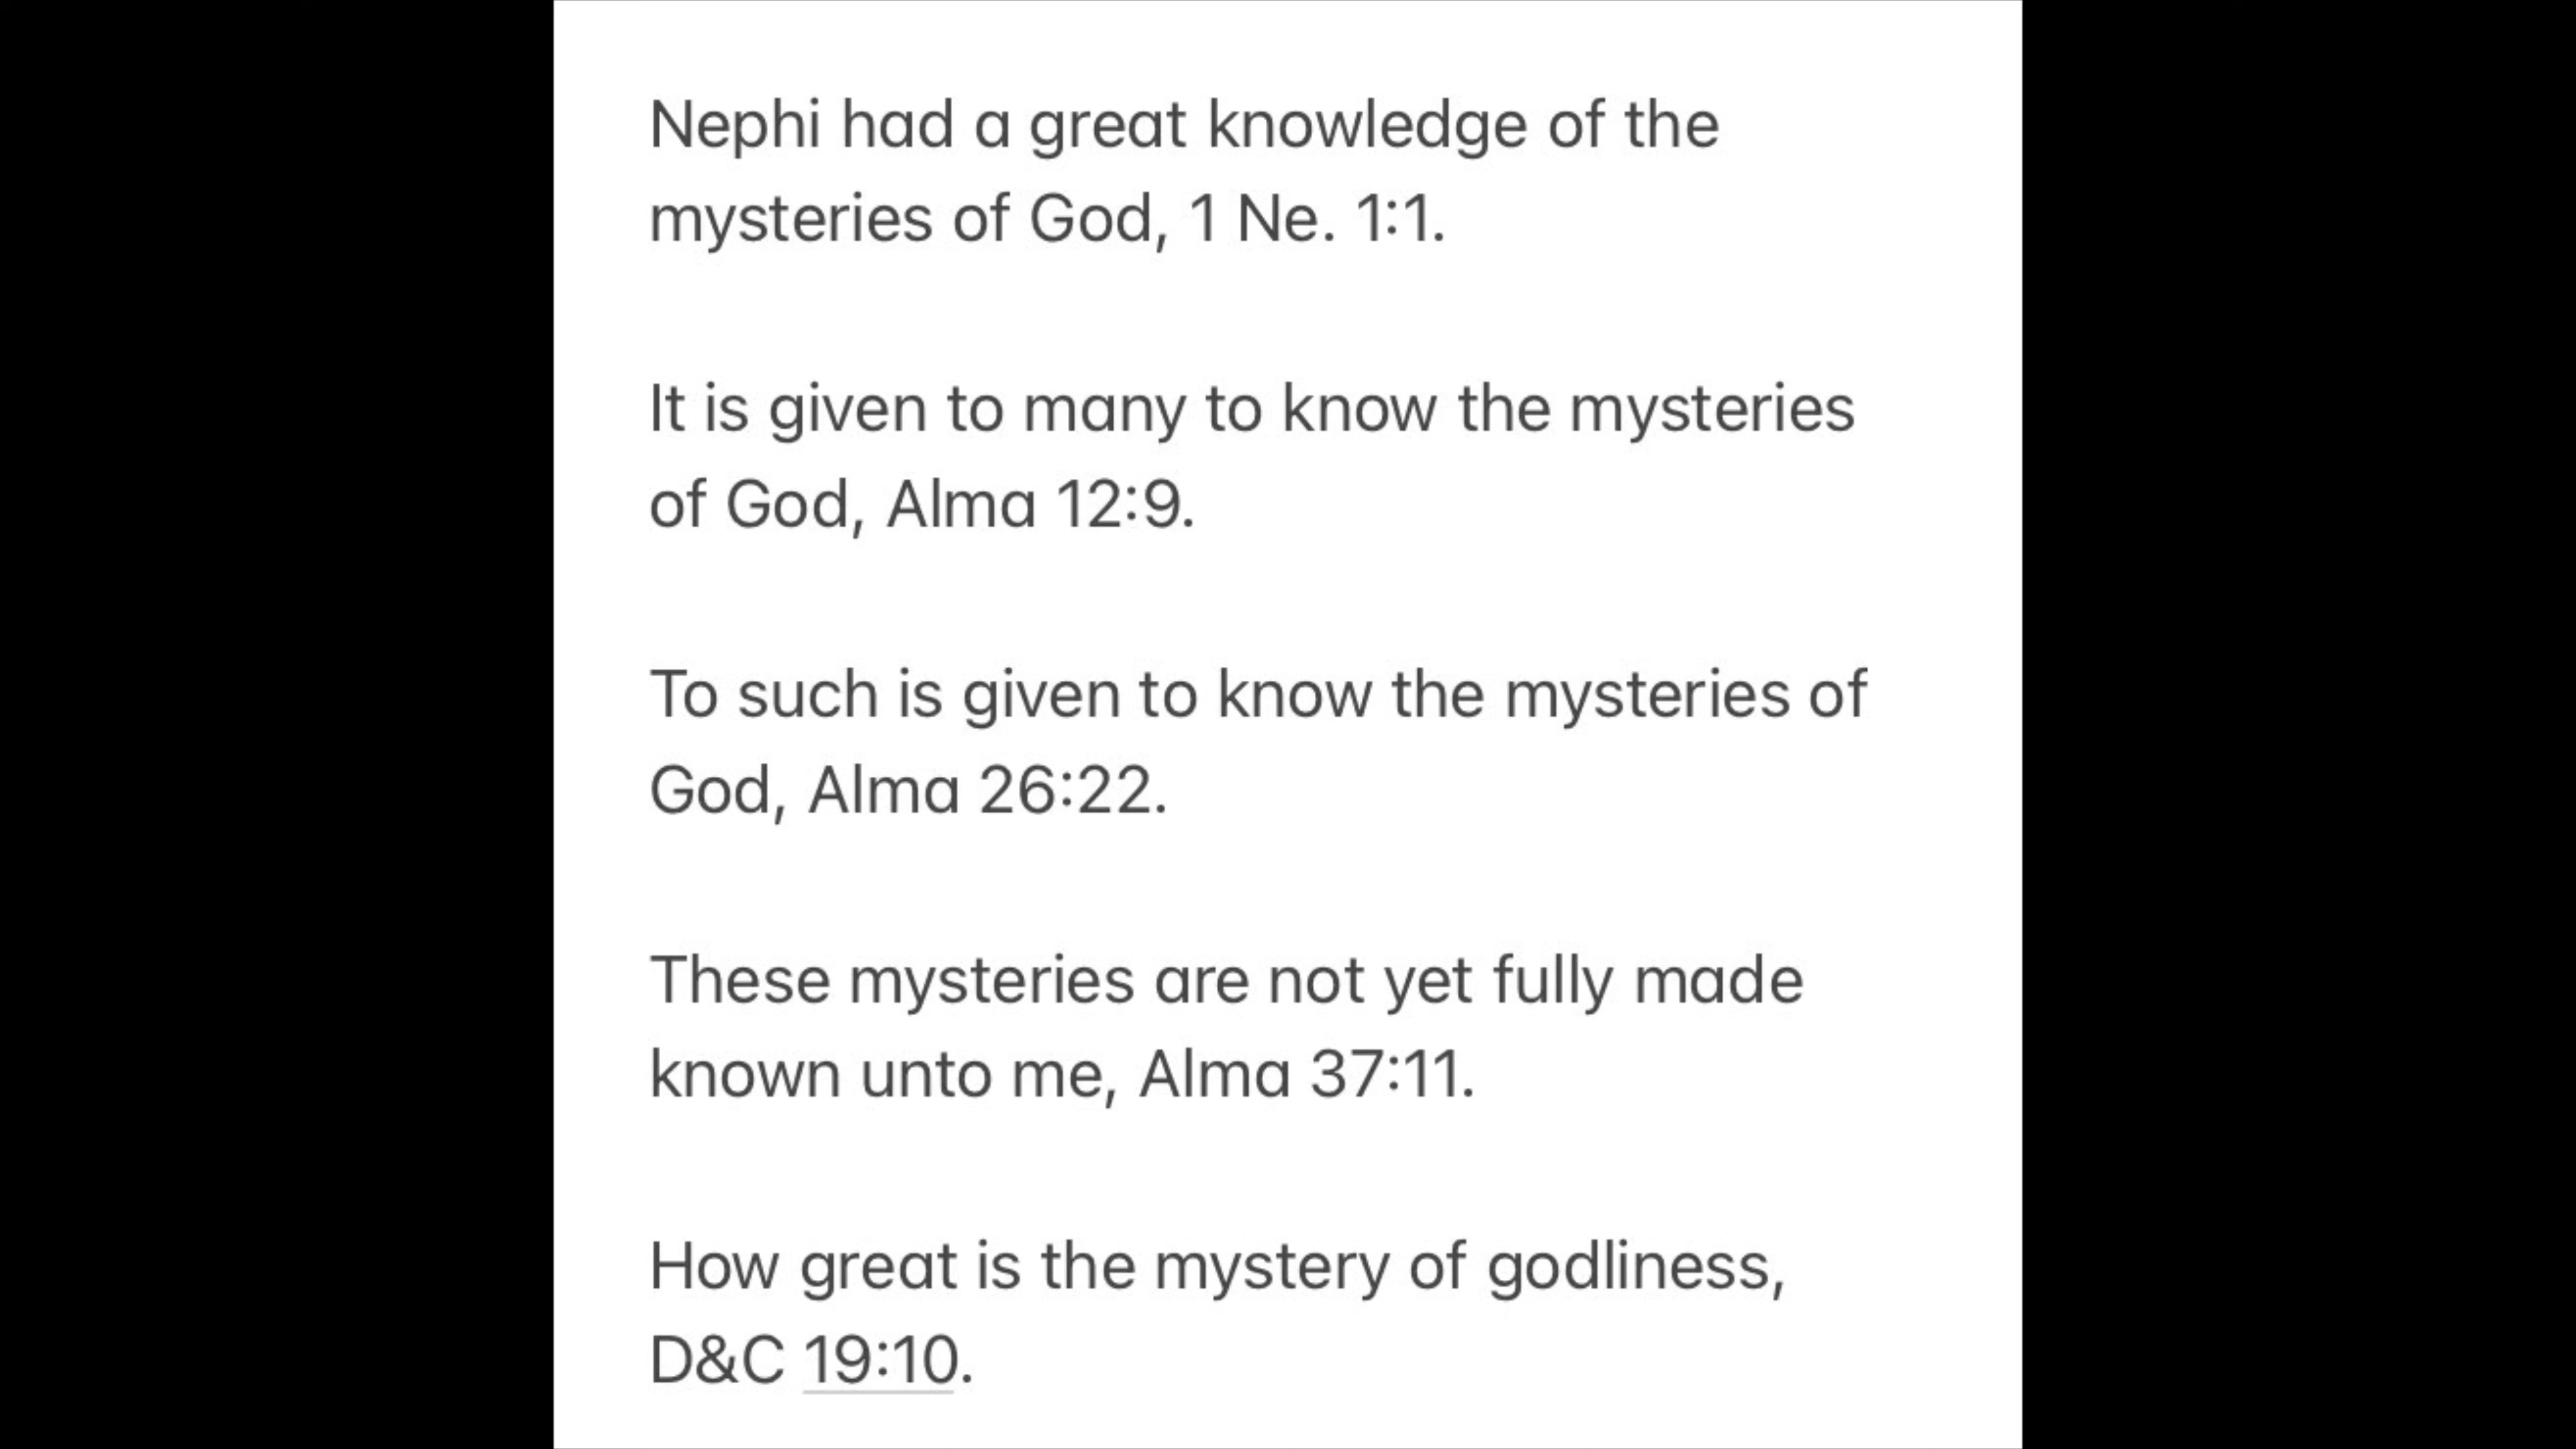 Nephi had a great knowledge of the
mysteries of God, 1 Ne. 1:1.
It is given to many to know the mysteries
of God, Alma 12:9.
To such is given to know the mysteries of
God, Alma 26:22.
These mysteries are not yet fully made
known unto me, Alma 37:11.
How great is the mystery of godliness,
D&C 19:10.